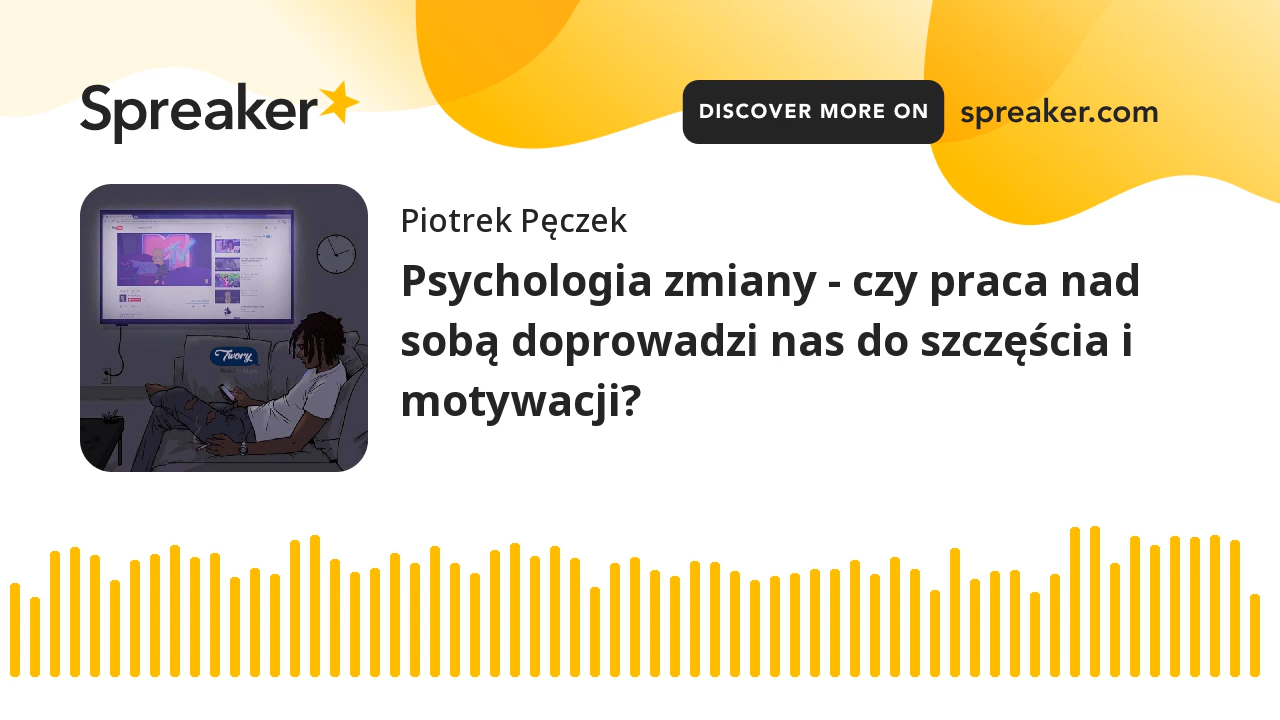 Spreaker
DISCOVER MORE ON
spreaker.com
Piotrek Pęczek
Psychologia zmiany - czy praca nad
sobą doprowadzi nas do szczęścia i
motywacji?